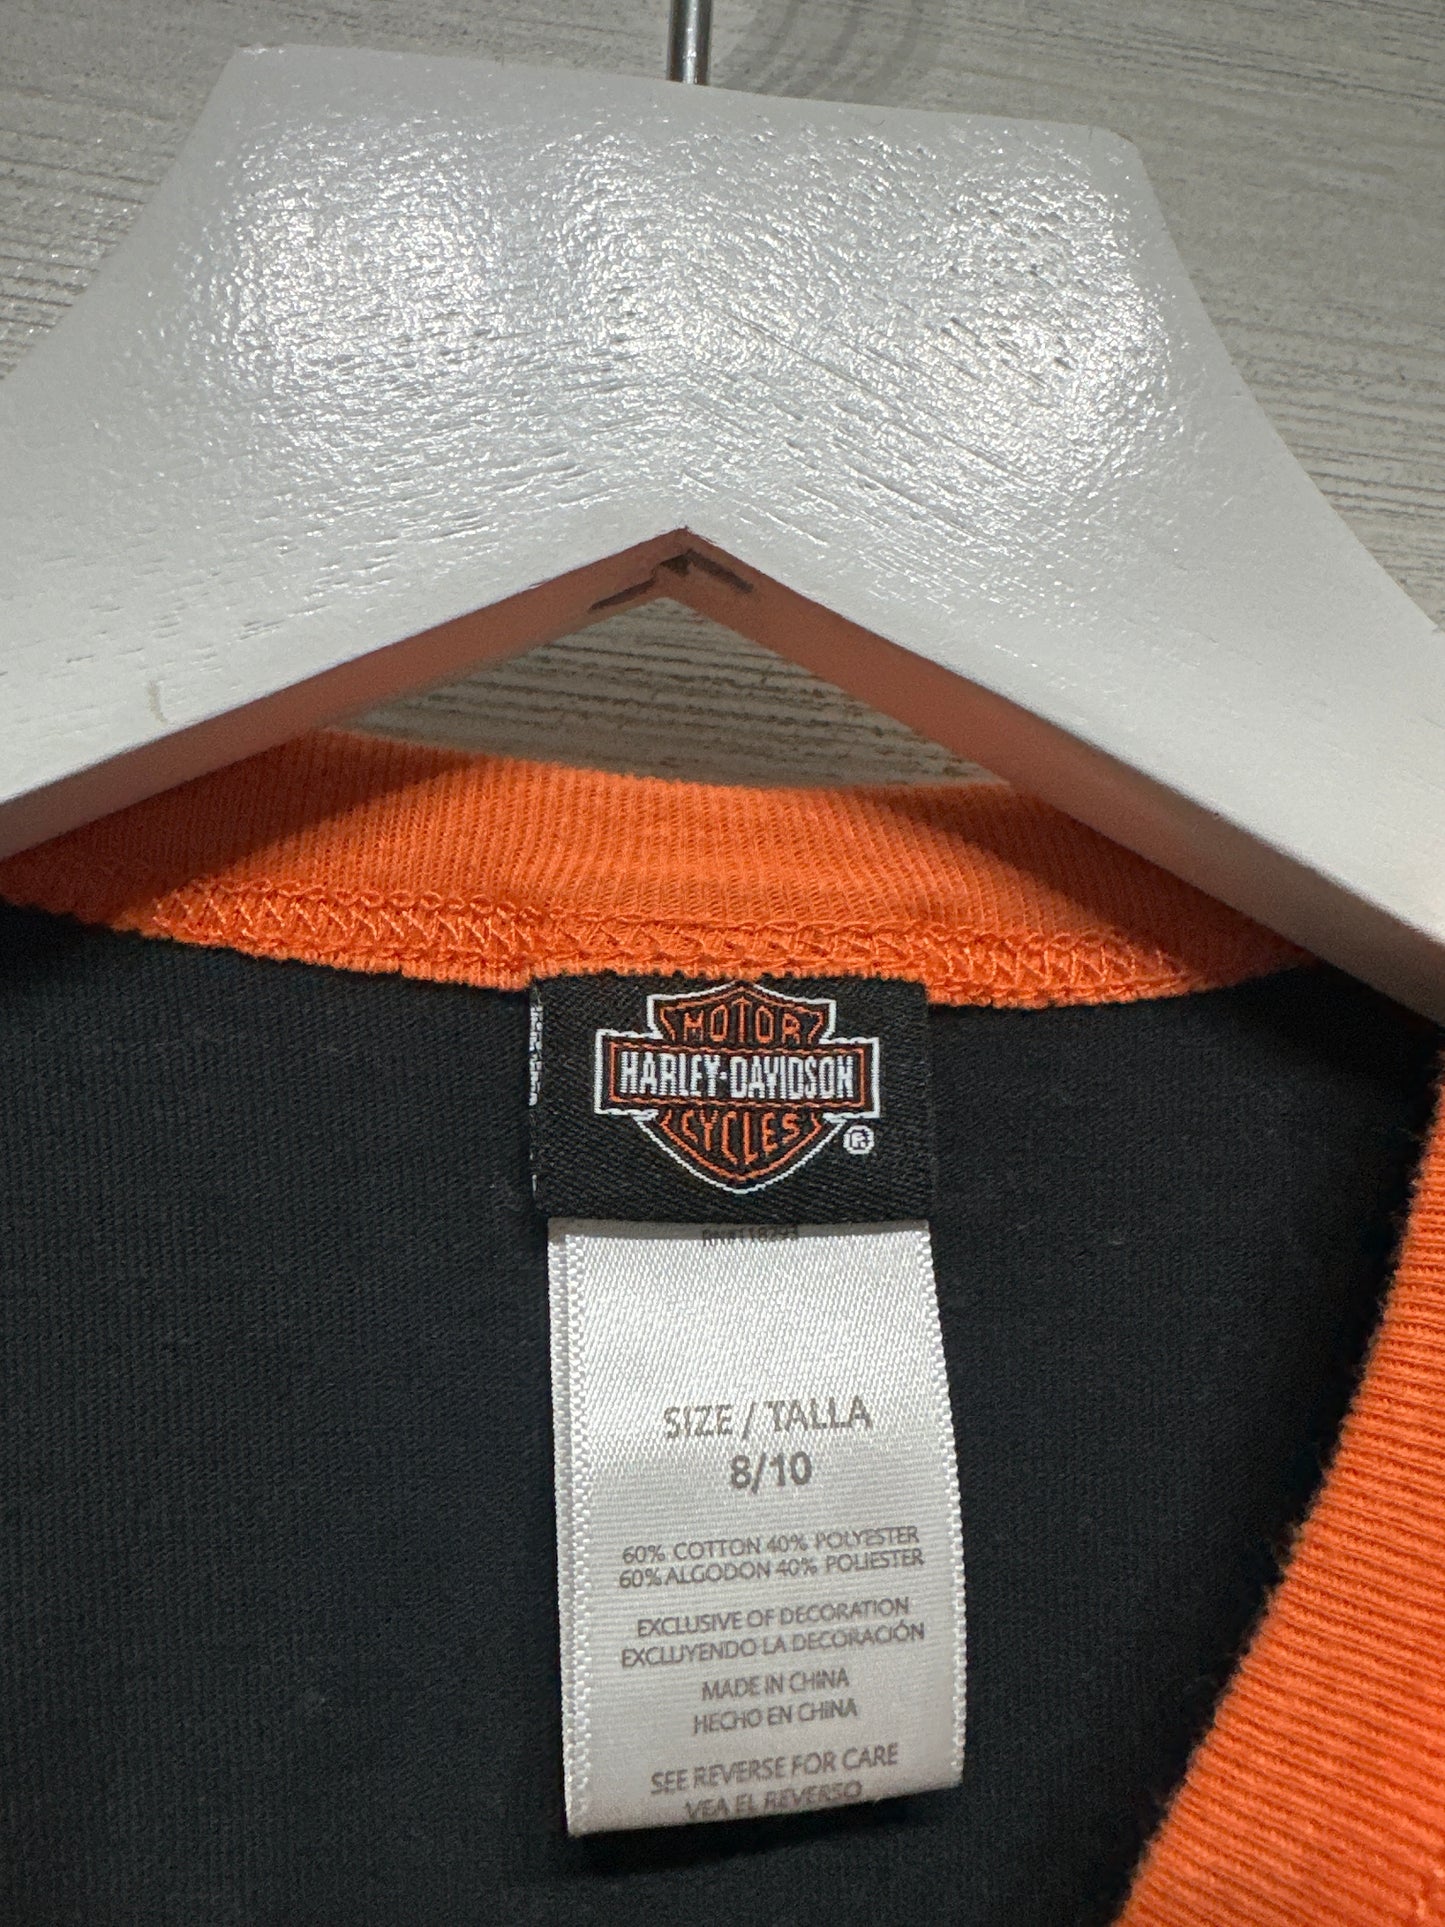 MOTOR
HARLEY-DAVIDSON
CYCLES
®
SIZE / TALLA
8/10
60% COTTON 40% POLYESTER
60% ALGODON 40% POLIESTER
EXCLUSIVE OF DECORATION
EXCLUYENDO LA DECORACIÓN
MADE IN CHINA
HECHO EN CHINA
SEE REVERSE FOR CARE
VEA EL REVERSO